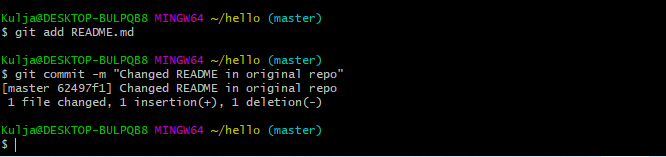 Kulja@DESKTOP-BULPQB8 MINGW64 ~/hello (master)
$ git add README.md
Kulja@DESKTOP-BULPQB8 MINGW64 ~/hello (master)
$ git commit -m "Changed README in original repo"
[master 62497f1] Changed README in original repo
 1 file changed, 1 insertion(+), 1 deletion(-)
Kulja@DESKTOP-BULPQB8 MINGW64 ~/hello (master)
$